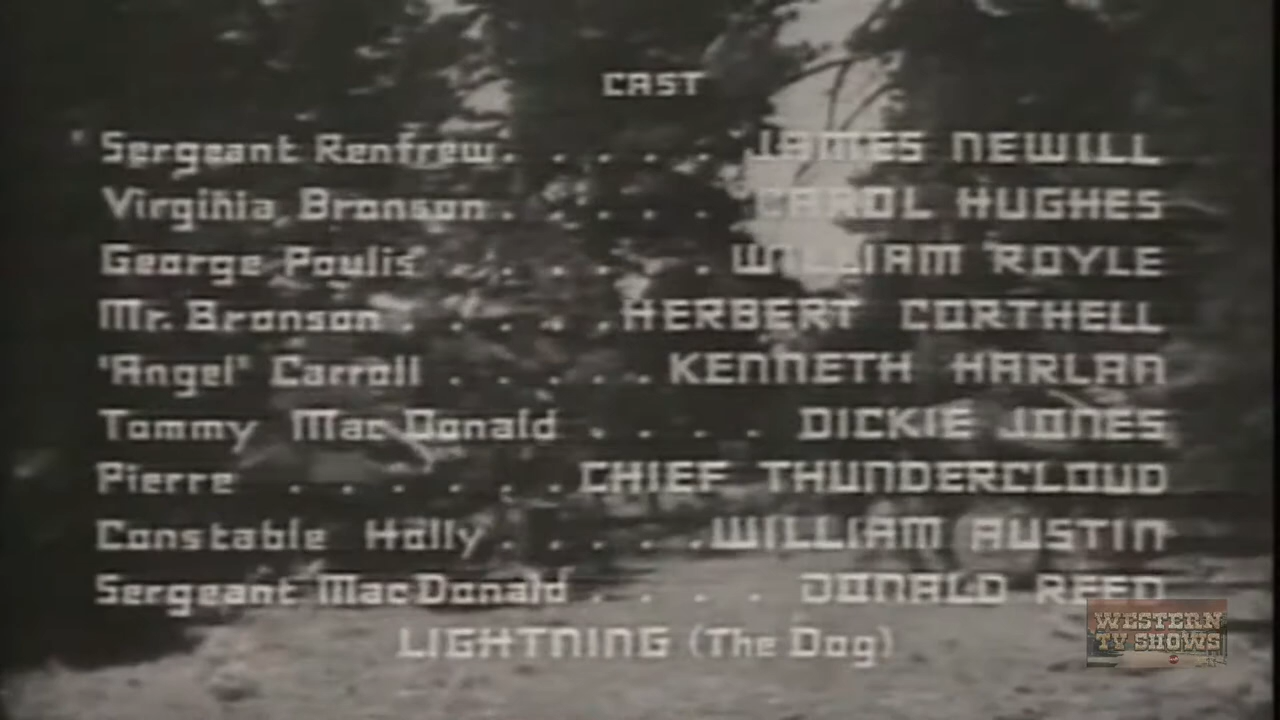 CAST
Sergeant Renfrew. . . . . . JAMES NEWILL
Virginia Bronson . . . . . CAROL HUGHES
George Poulis . . . . . . WILLIAM ROYLE
Mr. Bronson . . . . . HERBERT CORTHELL
'Angel' Carroll . . . . . KENNETH HARLAN
Tommy MacDonald . . . . DICKIE JONES
Pierre . . . . . . CHIEF THUNDERCLOUD
Constable Holly . . . . . WILLIAM AUSTIN
Sergeant MacDonald . . . . DONALD REED
LIGHTNING (The Dog)
WESTERN
TV SHOWS